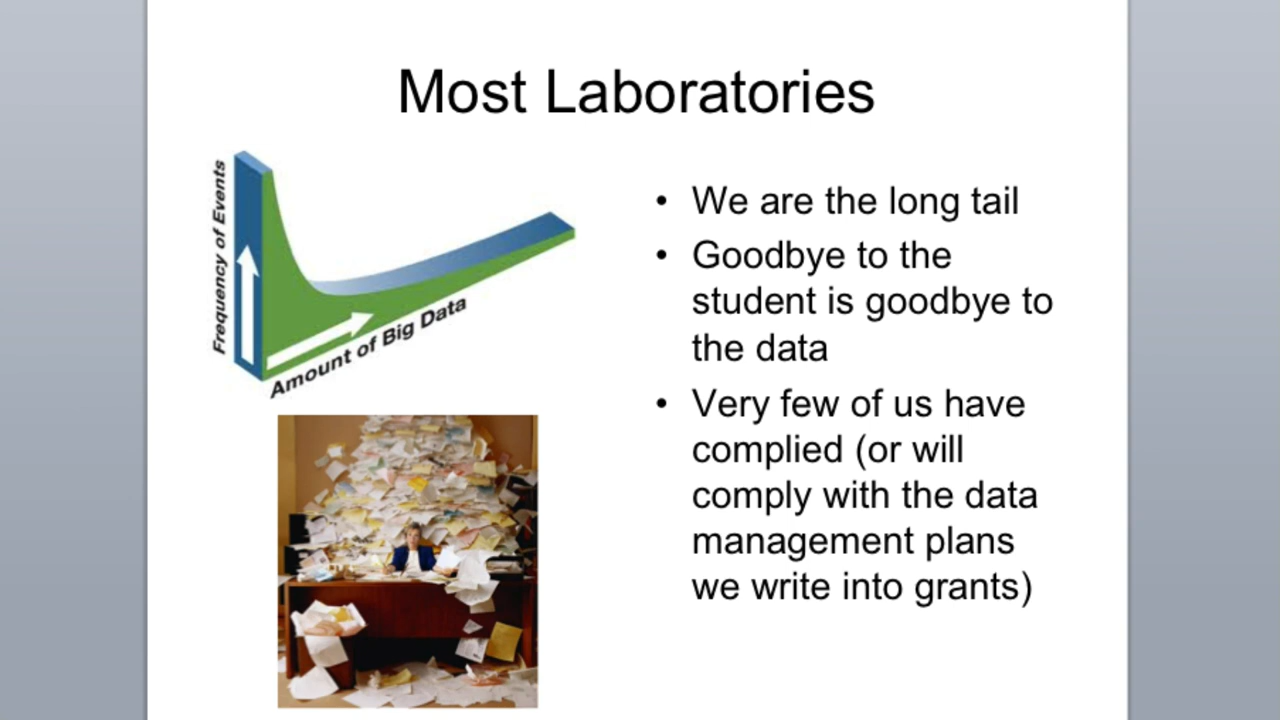 Most Laboratories
Frequency of Events
Amount of Big Data
• We are the long tail
• Goodbye to the
student is goodbye to
the data
• Very few of us have
complied (or will
comply with the data
management plans
we write into grants)